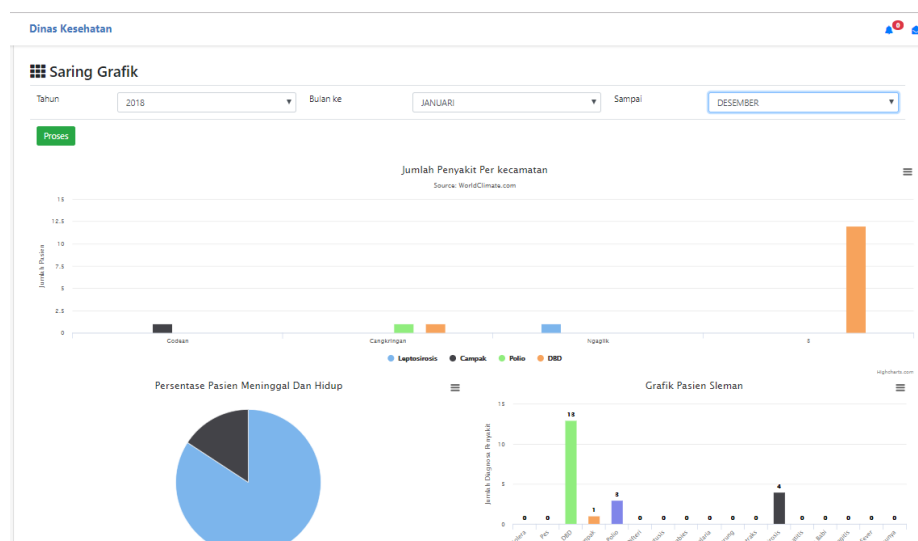 Dinas Kesehatan
0
Saring Grafik
Tahun 2018 Bulan ke JANUARI Sampai DESEMBER
Proses
Jumlah Penyakit Per kecamatan
Source: WorldClimate.com
Jumlah Pasien
15
12.5
10
7.5
5
2.5
0
Godean Cangkringan Ngaglik 5
Leptosirosis Campak Polio DBD
Highcharts.com
Persentase Pasien Meninggal Dan Hidup
Grafik Pasien Sleman
Jumlah Diagnosa Penyakit
15
10
5
0
0 0 13 1 3 0 0 0 0 0 0 4 0 0 0 0 0 0
Pes DBD Polio